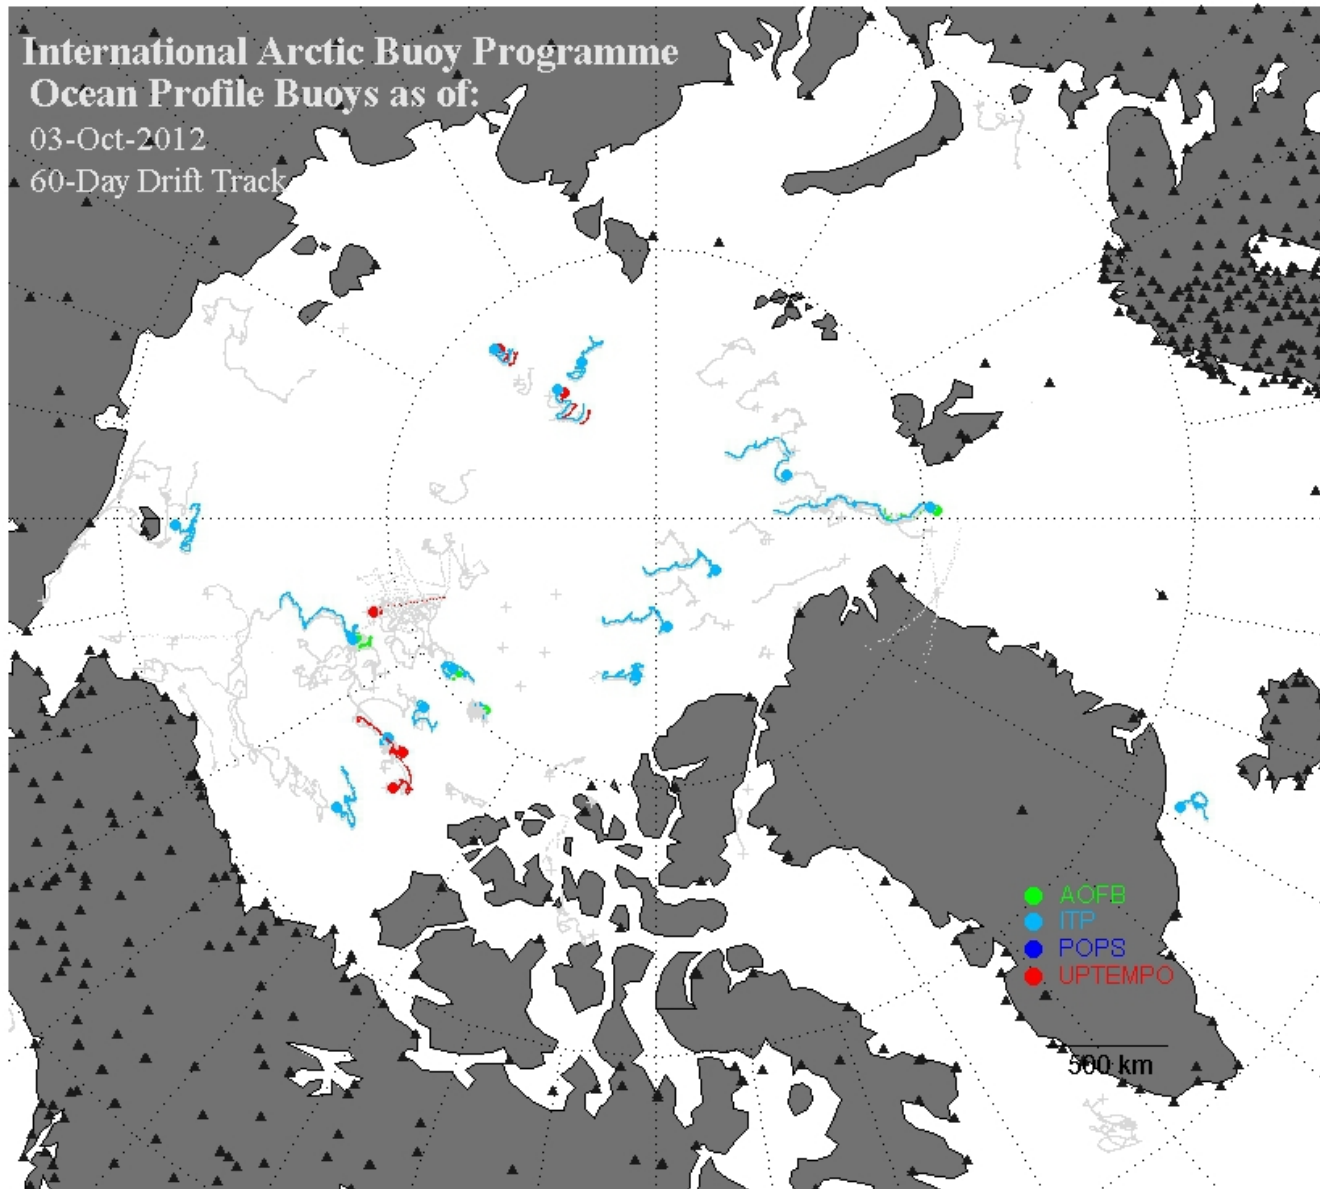 International Arctic Buoy Programme
Ocean Profile Buoys as of:
03-Oct-2012
60-Day Drift Track
AOFB
ITP
POPS
UPTEMPO
500 km